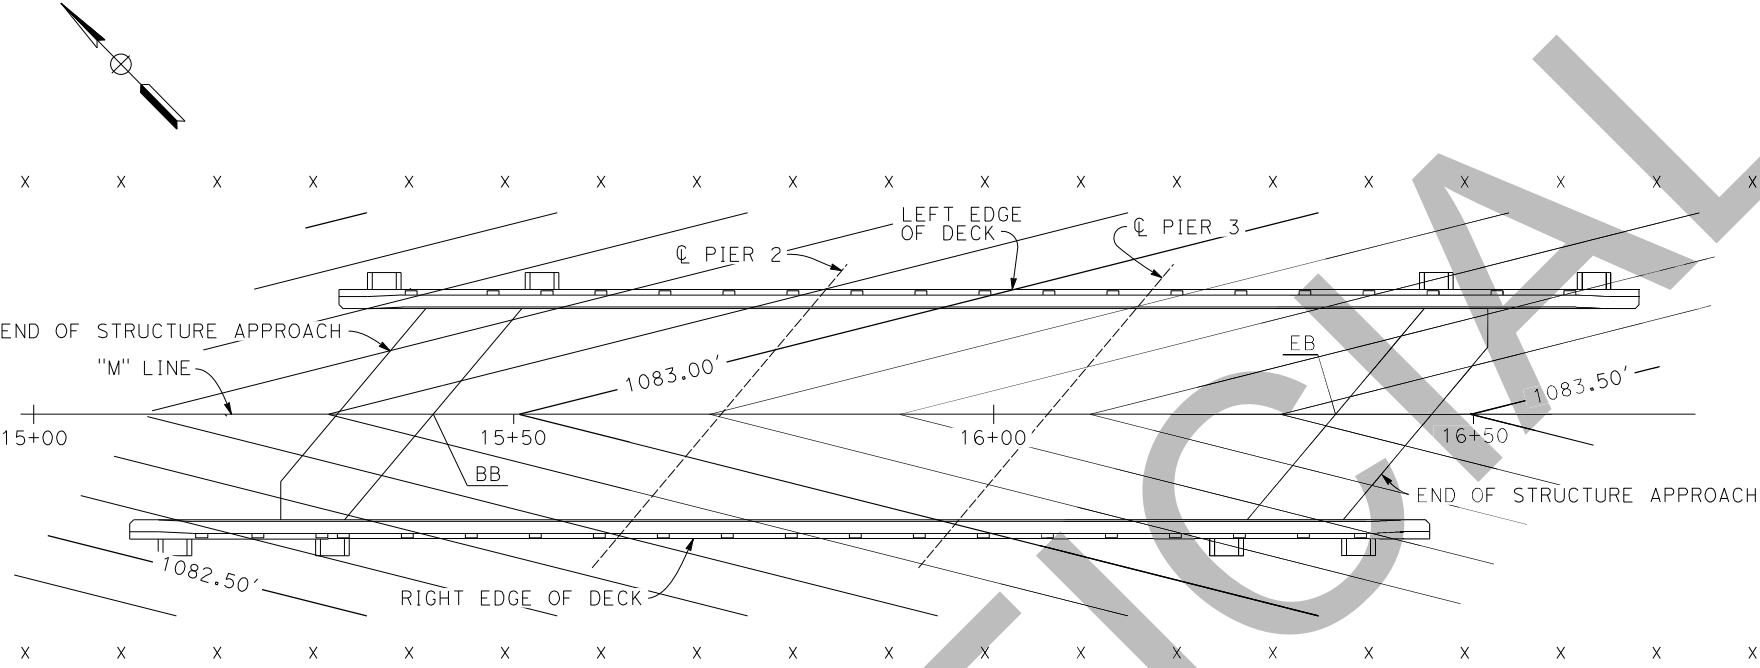 X X X X X X X X X X X X X X X X X X X
LEFT EDGE
OF DECK
℄ PIER 3
℄ PIER 2
END OF STRUCTURE APPROACH
"M" LINE
EB
1083.00'
1083.50'
15+00
15+50
16+00
16+50
BB
END OF STRUCTURE APPROACH
1082.50'
RIGHT EDGE OF DECK
X X X X X X X X X X X X X X X X X X X
ICIAL